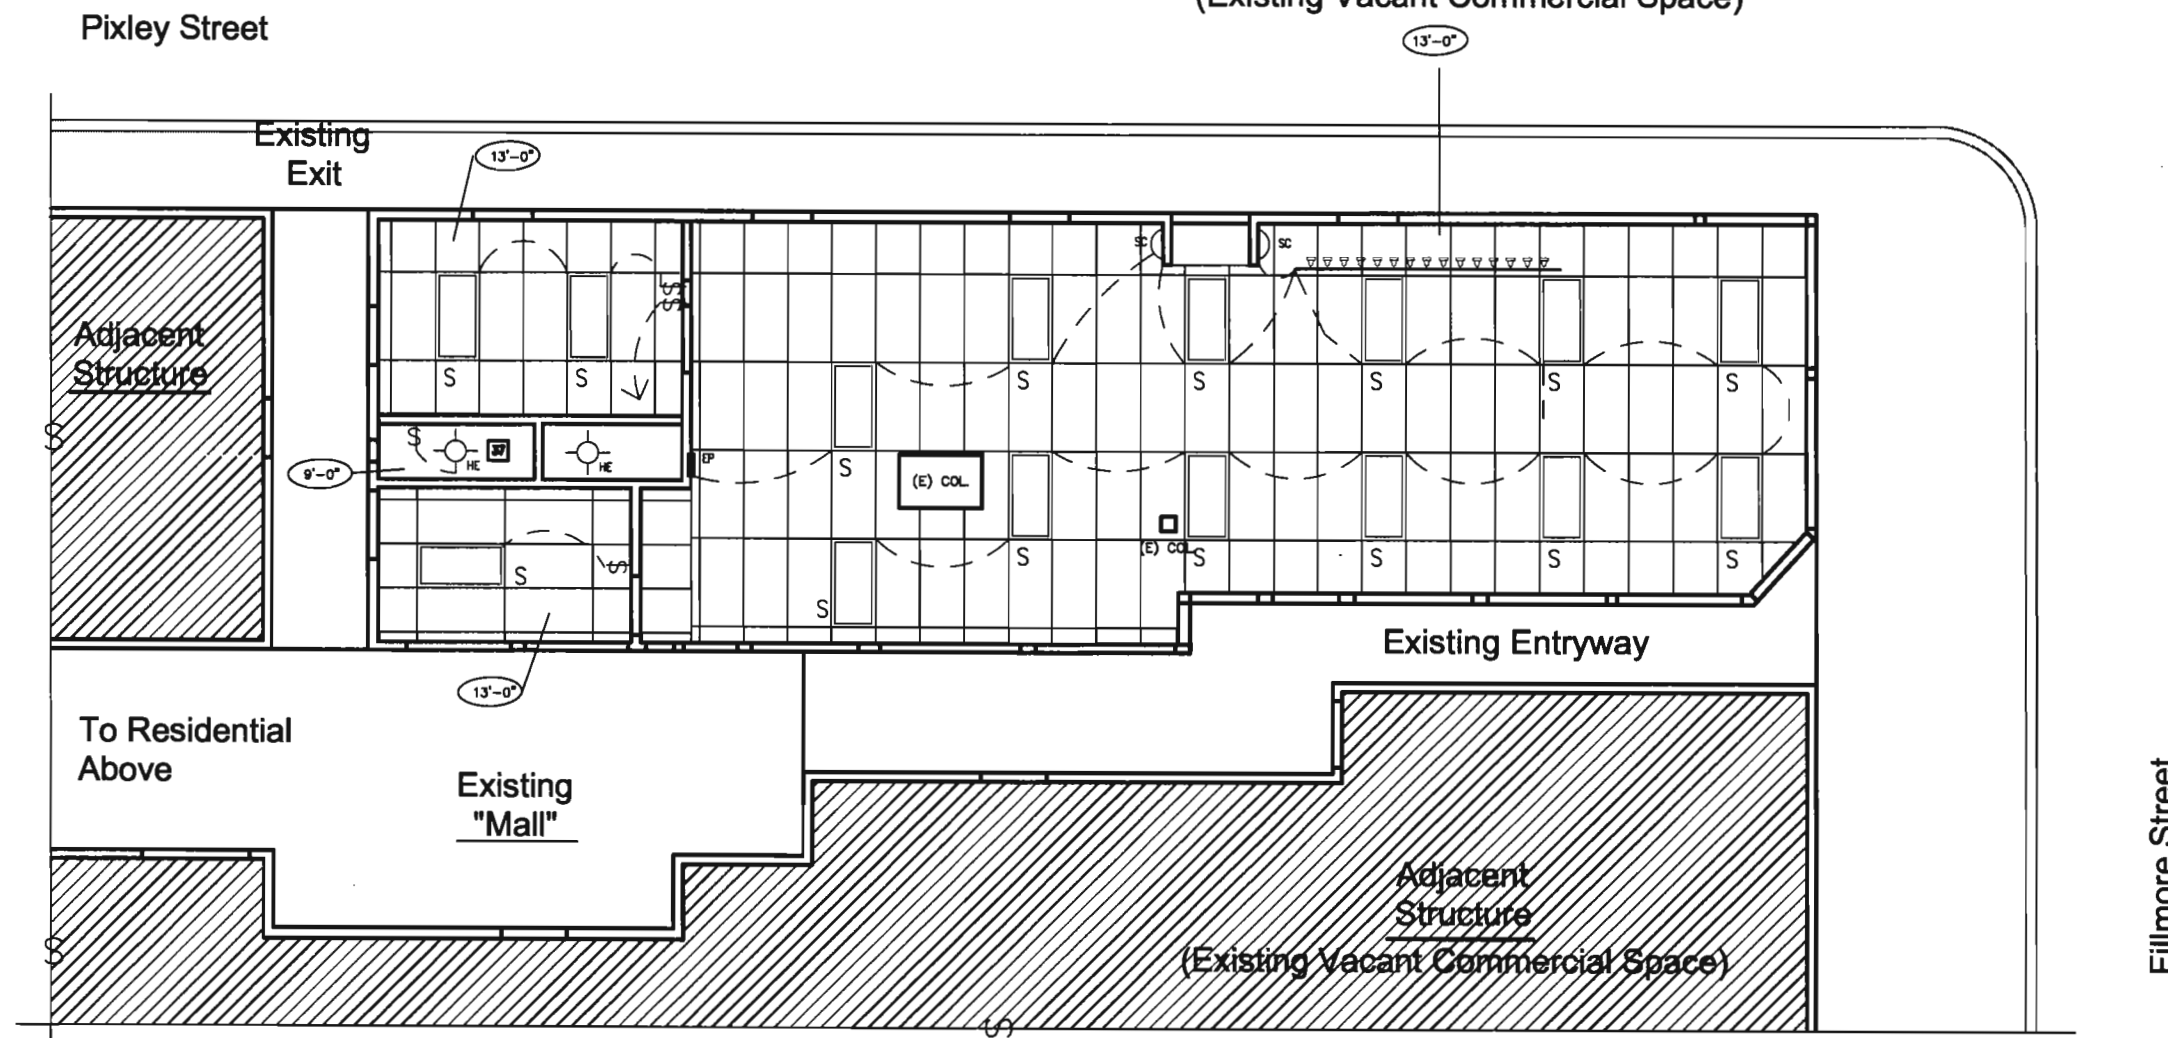 (Existing Vacant Commercial Space)
Pixley Street
13'-0"
Existing
Exit
13'-0"
SC
SC
S
S
Adjacent
Structure
S
S
S
S
S
S
S
S
S
HE
HE
9'-0"
EP
S
(E) COL.
(E) COL
S
S
S
S
S
S
S
S
S
Existing Entryway
13'-0"
To Residential
Above
Existing
"Mall"
Adjacent
Structure
(Existing Vacant Commercial Space)
S
S
Fillmore Street